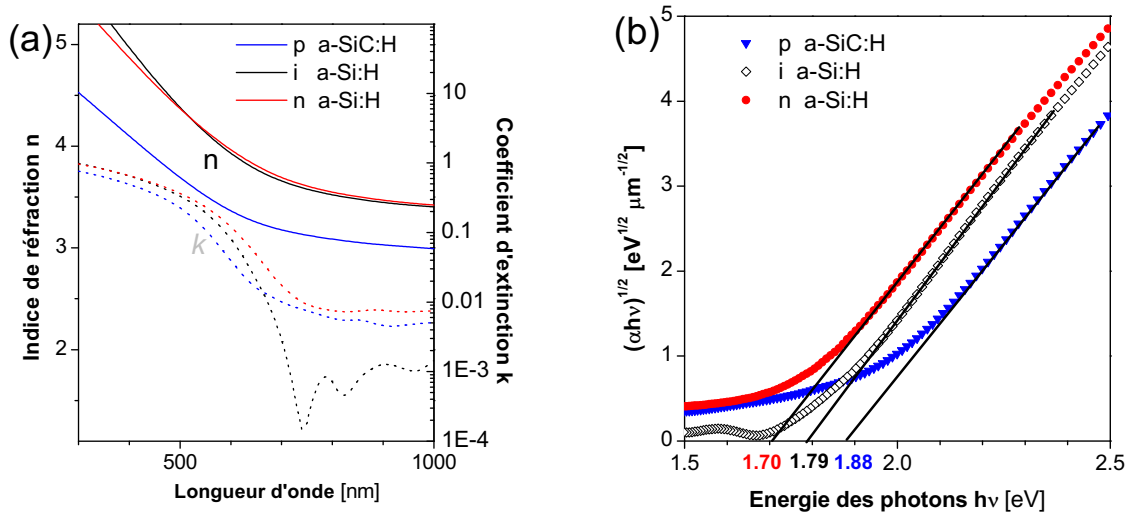 (a)
p a-SiC:H
i a-Si:H
n a-Si:H
n
k
Indice de réfraction n
5
4
3
2
Coefficient d'extinction k
10
1
0.1
0.01
1E-3
1E-4
500
1000
Longueur d'onde [nm]
(b)
p a-SiC:H
i a-Si:H
n a-Si:H
(αhν)^1/2 [eV^1/2 μm^-1/2]
5
4
3
2
1
0
1.5
2.0
2.5
1.70
1.79
1.88
Energie des photons hν [eV]